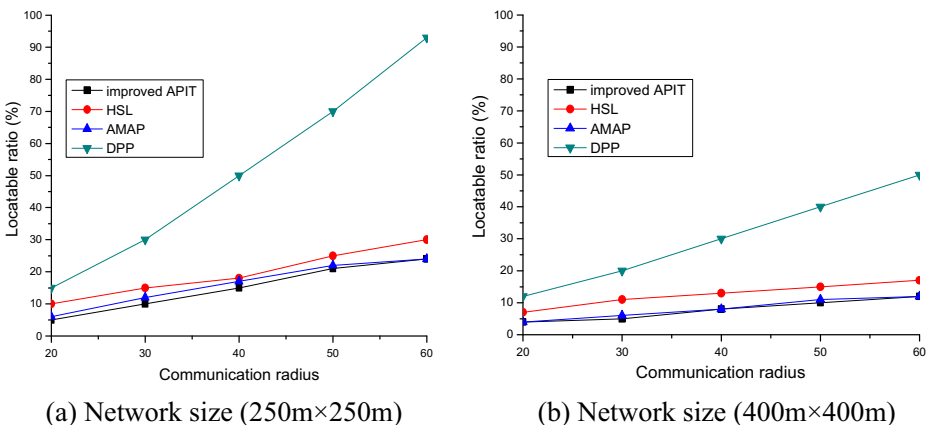 100
90
80
70
60
50
40
30
20
10
0
Locatable ratio (%)
improved APIT
HSL
AMAP
DPP
20 30 40 50 60
Communication radius
(a) Network size (250m×250m)
100
90
80
70
60
50
40
30
20
10
0
Locatable ratio (%)
improved APIT
HSL
AMAP
DPP
20 30 40 50 60
Communication radius
(b) Network size (400m×400m)